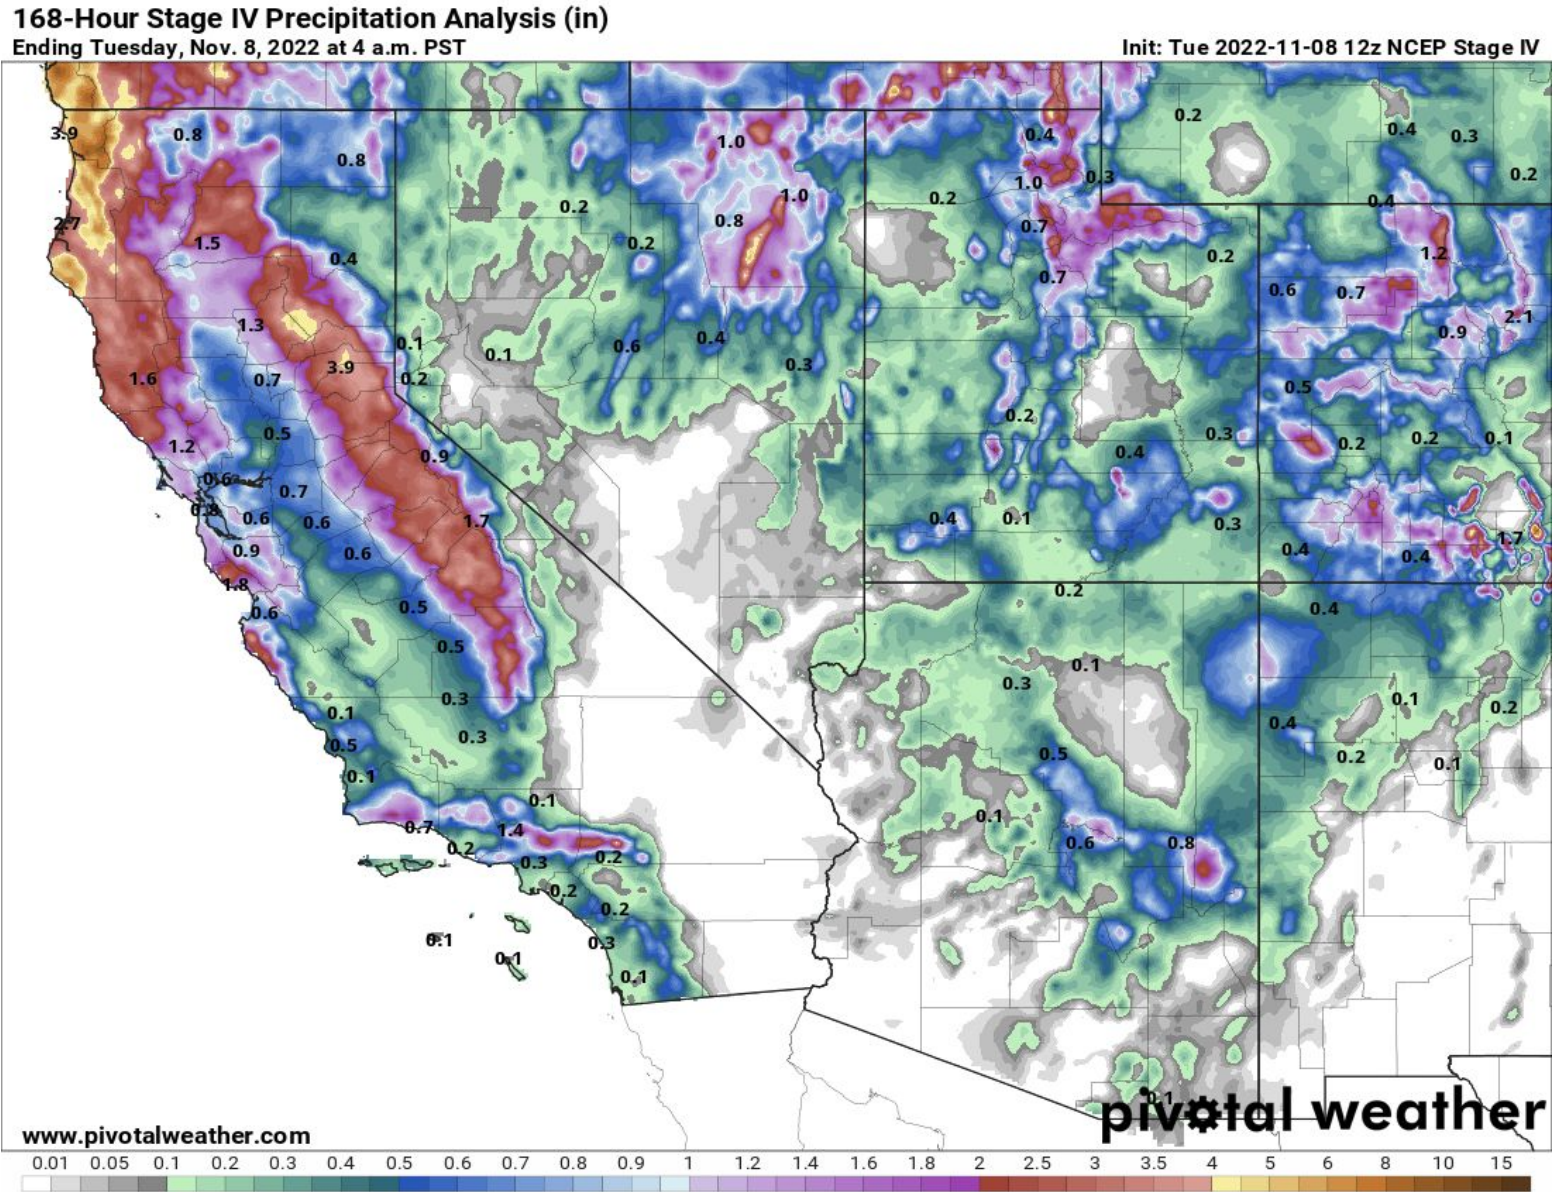 168-Hour Stage IV Precipitation Analysis (in)
Ending Tuesday, Nov. 8, 2022 at 4 a.m. PST
Init: Tue 2022-11-08 12z NCEP Stage IV
0.2
3.9 0.8 1.0 0.4 0.4 0.3
0.8 1.0 0.3 0.2
1.0 0.2 0.4
2.7 0.2 0.8 0.7
1.5 0.2 0.2 1.2
0.4 0.7 0.6 0.7
1.3 0.1 0.4 0.9 2.1
0.1 0.6 0.3
1.6 0.7 3.9 0.2 0.5
0.2
1.2 0.5 0.9 0.4 0.3 0.2 0.2 0.1
0.6 0.7
0.8 0.6 0.6 1.7 0.4 0.1 0.3
0.9 0.6 0.4 0.4 1.7
1.8 0.2
0.6 0.5 0.4
0.5 0.1
0.1 0.3 0.3 0.1 0.2
0.5 0.3 0.4
0.1 0.5 0.2 0.1
0.1 0.1
0.7 1.4
0.2 0.3 0.2 0.6 0.8
0.2
0.2
0.1 0.3
0.1 0.1
0.1
pivotal weather
www.pivotalweather.com
0.01 0.05 0.1 0.2 0.3 0.4 0.5 0.6 0.7 0.8 0.9 1 1.2 1.4 1.6 1.8 2 2.5 3 3.5 4 5 6 8 10 15